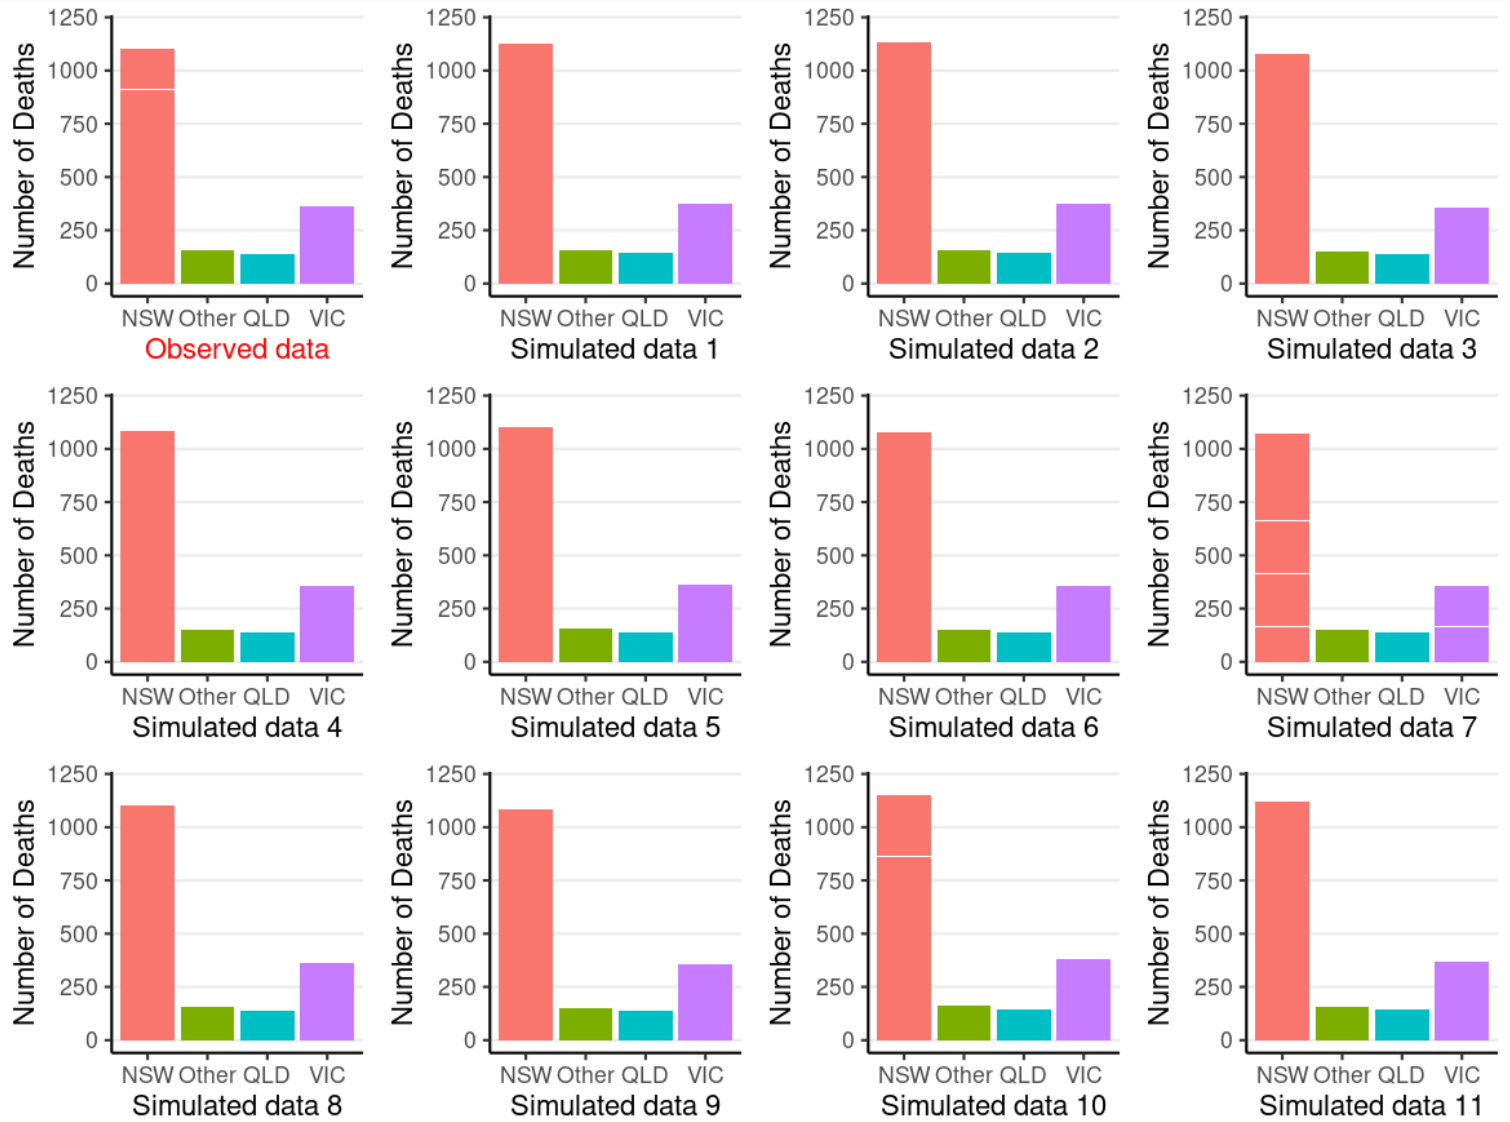 1250 1250 1250 1250
Number of Deaths Number of Deaths Number of Deaths Number of Deaths
1000 1000 1000 1000
750 750 750 750
500 500 500 500
250 250 250 250
0 0 0 0
NSW Other QLD VIC NSW Other QLD VIC NSW Other QLD VIC NSW Other QLD VIC
Observed data Simulated data 1 Simulated data 2 Simulated data 3
1250 1250 1250 1250
Number of Deaths Number of Deaths Number of Deaths Number of Deaths
1000 1000 1000 1000
750 750 750 750
500 500 500 500
250 250 250 250
0 0 0 0
NSW Other QLD VIC NSW Other QLD VIC NSW Other QLD VIC NSW Other QLD VIC
Simulated data 4 Simulated data 5 Simulated data 6 Simulated data 7
1250 1250 1250 1250
Number of Deaths Number of Deaths Number of Deaths Number of Deaths
1000 1000 1000 1000
750 750 750 750
500 500 500 500
250 250 250 250
0 0 0 0
NSW Other QLD VIC NSW Other QLD VIC NSW Other QLD VIC NSW Other QLD VIC
Simulated data 8 Simulated data 9 Simulated data 10 Simulated data 11